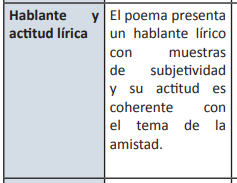 Hablante y
actitud lírica
El poema presenta
un hablante lírico
con muestras
de subjetividad
y su actitud es
coherente con
el tema de la
amistad.